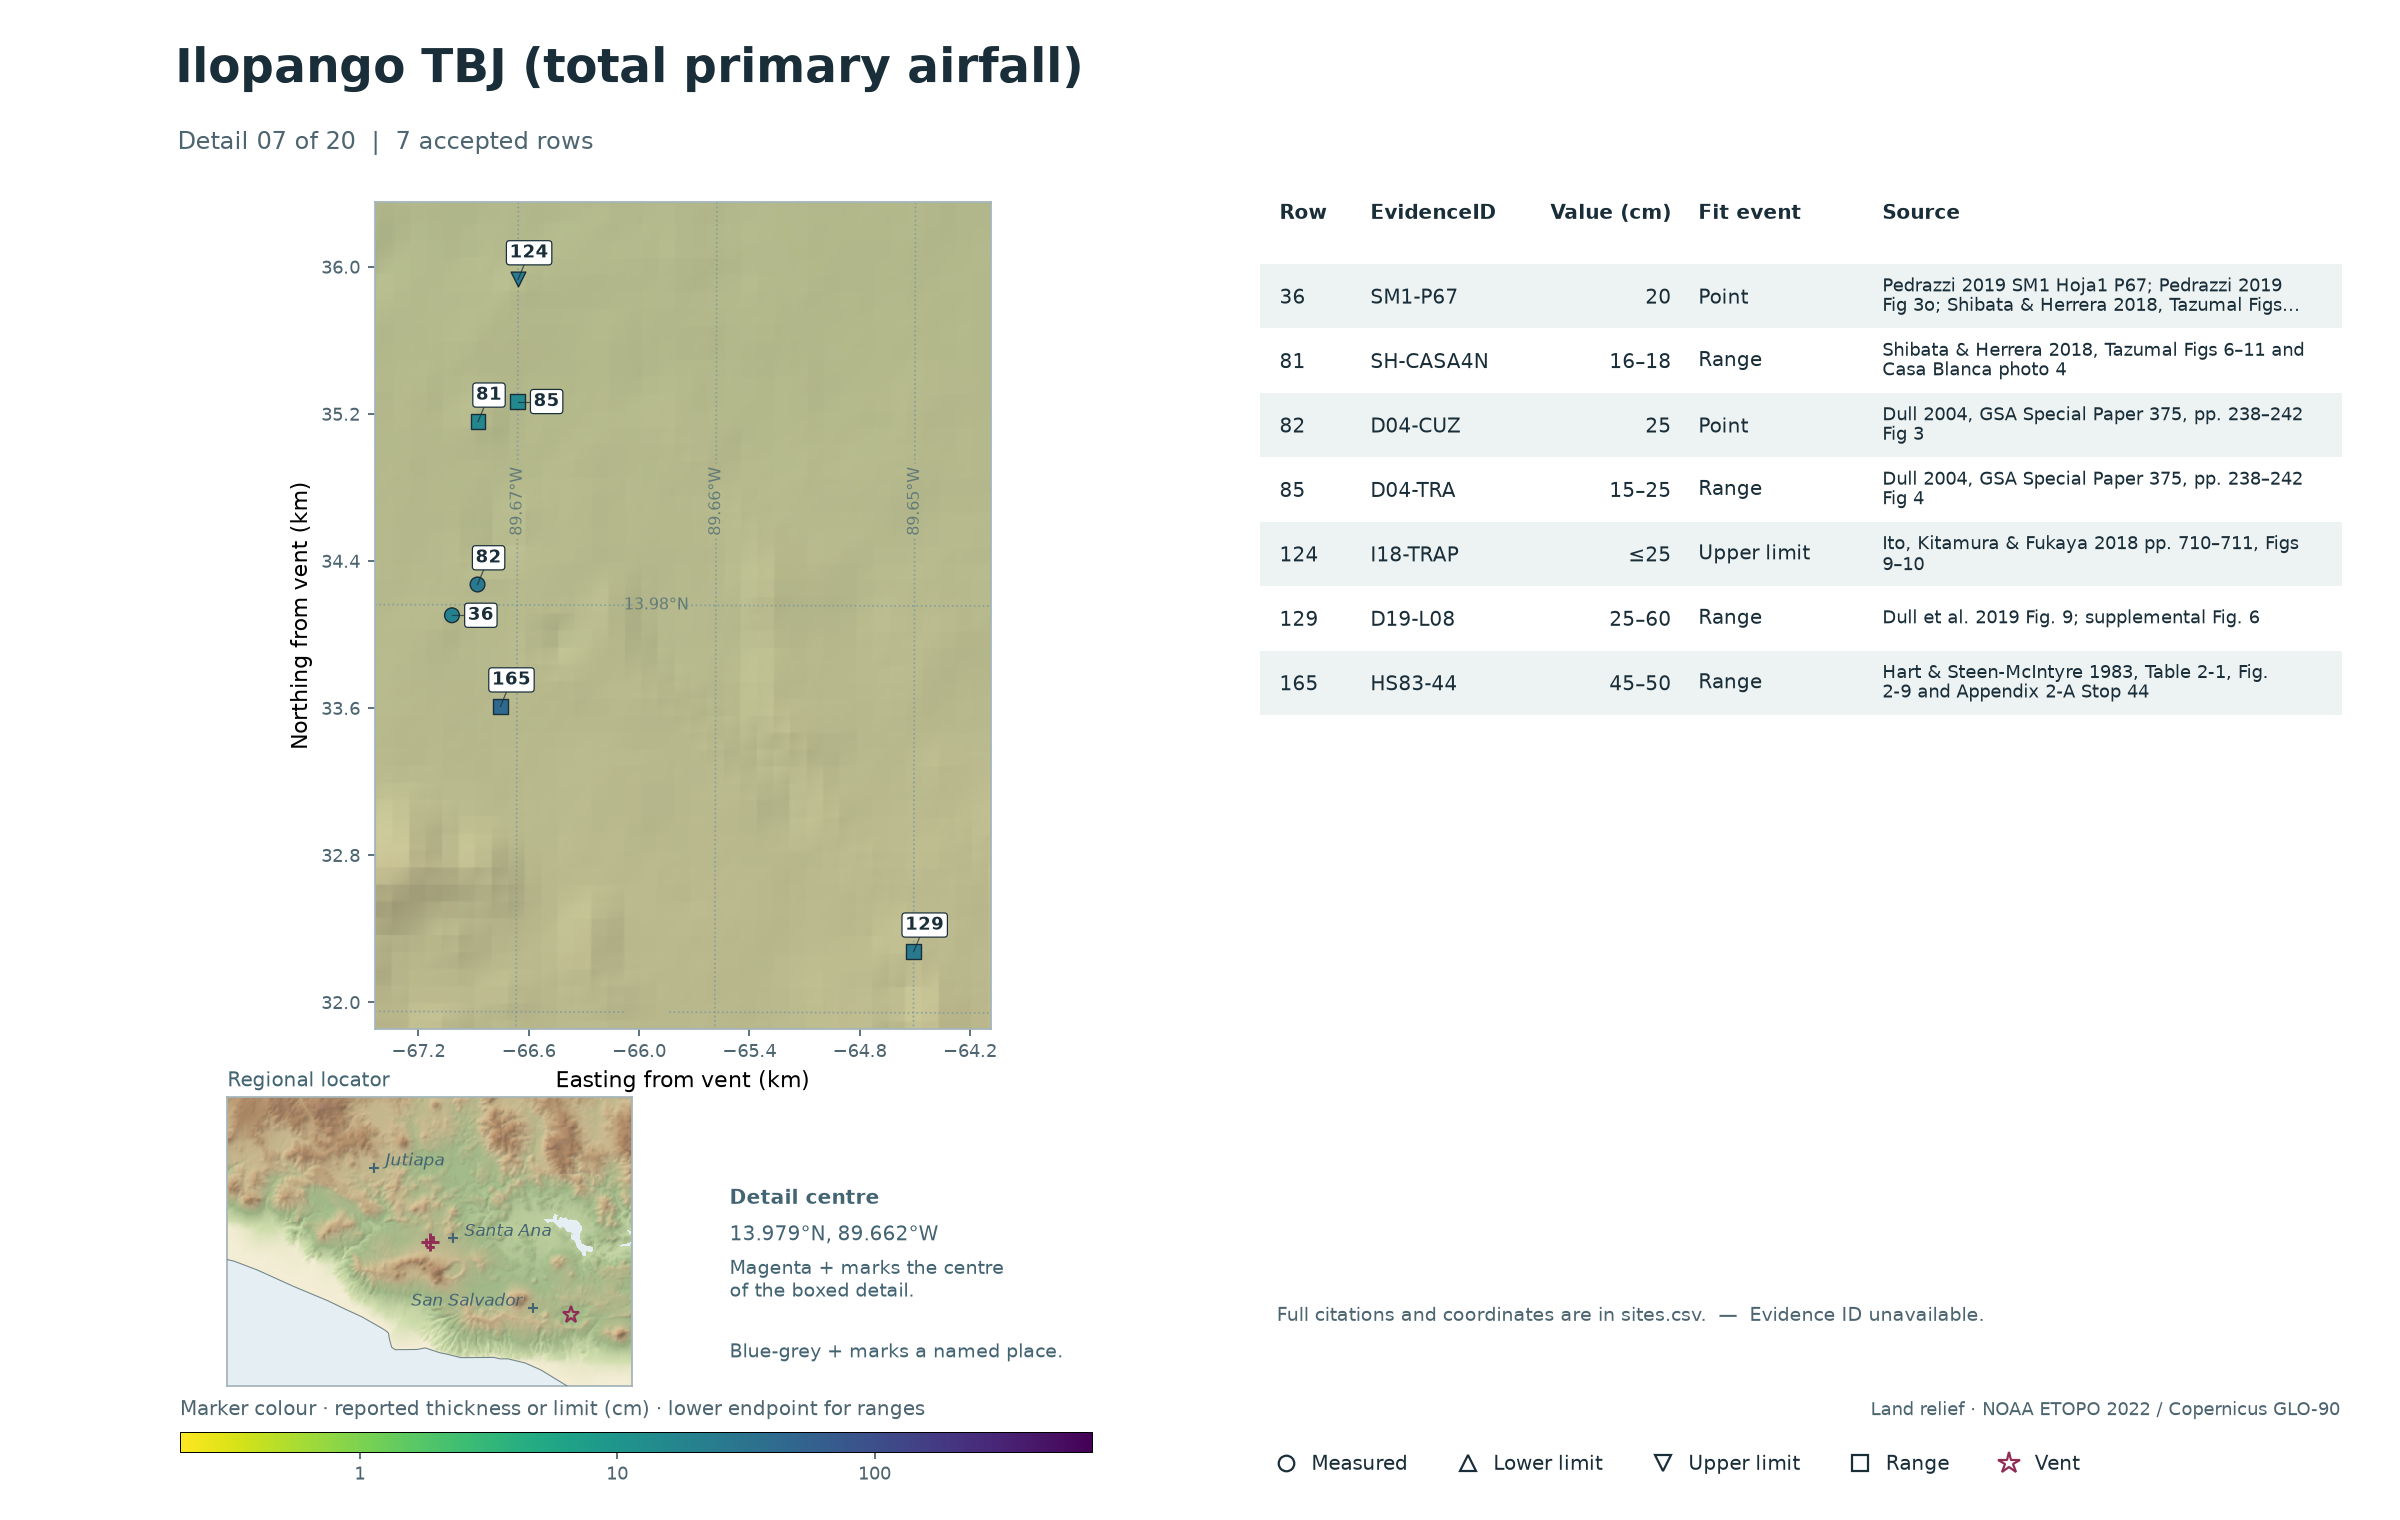 Ilopango TBJ (total primary airfall)
Detail 07 of 20 | 7 accepted rows
36.0
35.2
34.4
33.6
32.8
32.0
Northing from vent (km)
124
81
85
82
36
165
129
89.67°W
89.66°W
89.65°W
13.98°N
−67.2
−66.6
−66.0
−65.4
−64.8
−64.2
Easting from vent (km)
Row EvidenceID Value (cm) Fit event Source
36 SM1-P67 20 Point Pedrazzi 2019 SM1 Hoja1 P67; Pedrazzi 2019
Fig 3o; Shibata & Herrera 2018, Tazumal Figs…
81 SH-CASA4N 16–18 Range Shibata & Herrera 2018, Tazumal Figs 6–11 and
Casa Blanca photo 4
82 D04-CUZ 25 Point Dull 2004, GSA Special Paper 375, pp. 238–242
Fig 3
85 D04-TRA 15–25 Range Dull 2004, GSA Special Paper 375, pp. 238–242
Fig 4
124 I18-TRAP ≤25 Upper limit Ito, Kitamura & Fukaya 2018 pp. 710–711, Figs
9–10
129 D19-L08 25–60 Range Dull et al. 2019 Fig. 9; supplemental Fig. 6
165 HS83-44 45–50 Range Hart & Steen-McIntyre 1983, Table 2-1, Fig.
2-9 and Appendix 2-A Stop 44
Regional locator
Jutiapa
Santa Ana
San Salvador
Detail centre
13.979°N, 89.662°W
Magenta + marks the centre
of the boxed detail.
Blue-grey + marks a named place.
Full citations and coordinates are in sites.csv. — Evidence ID unavailable.
Marker colour · reported thickness or limit (cm) · lower endpoint for ranges
1
10
100
Land relief · NOAA ETOPO 2022 / Copernicus GLO-90
Measured
Lower limit
Upper limit
Range
Vent